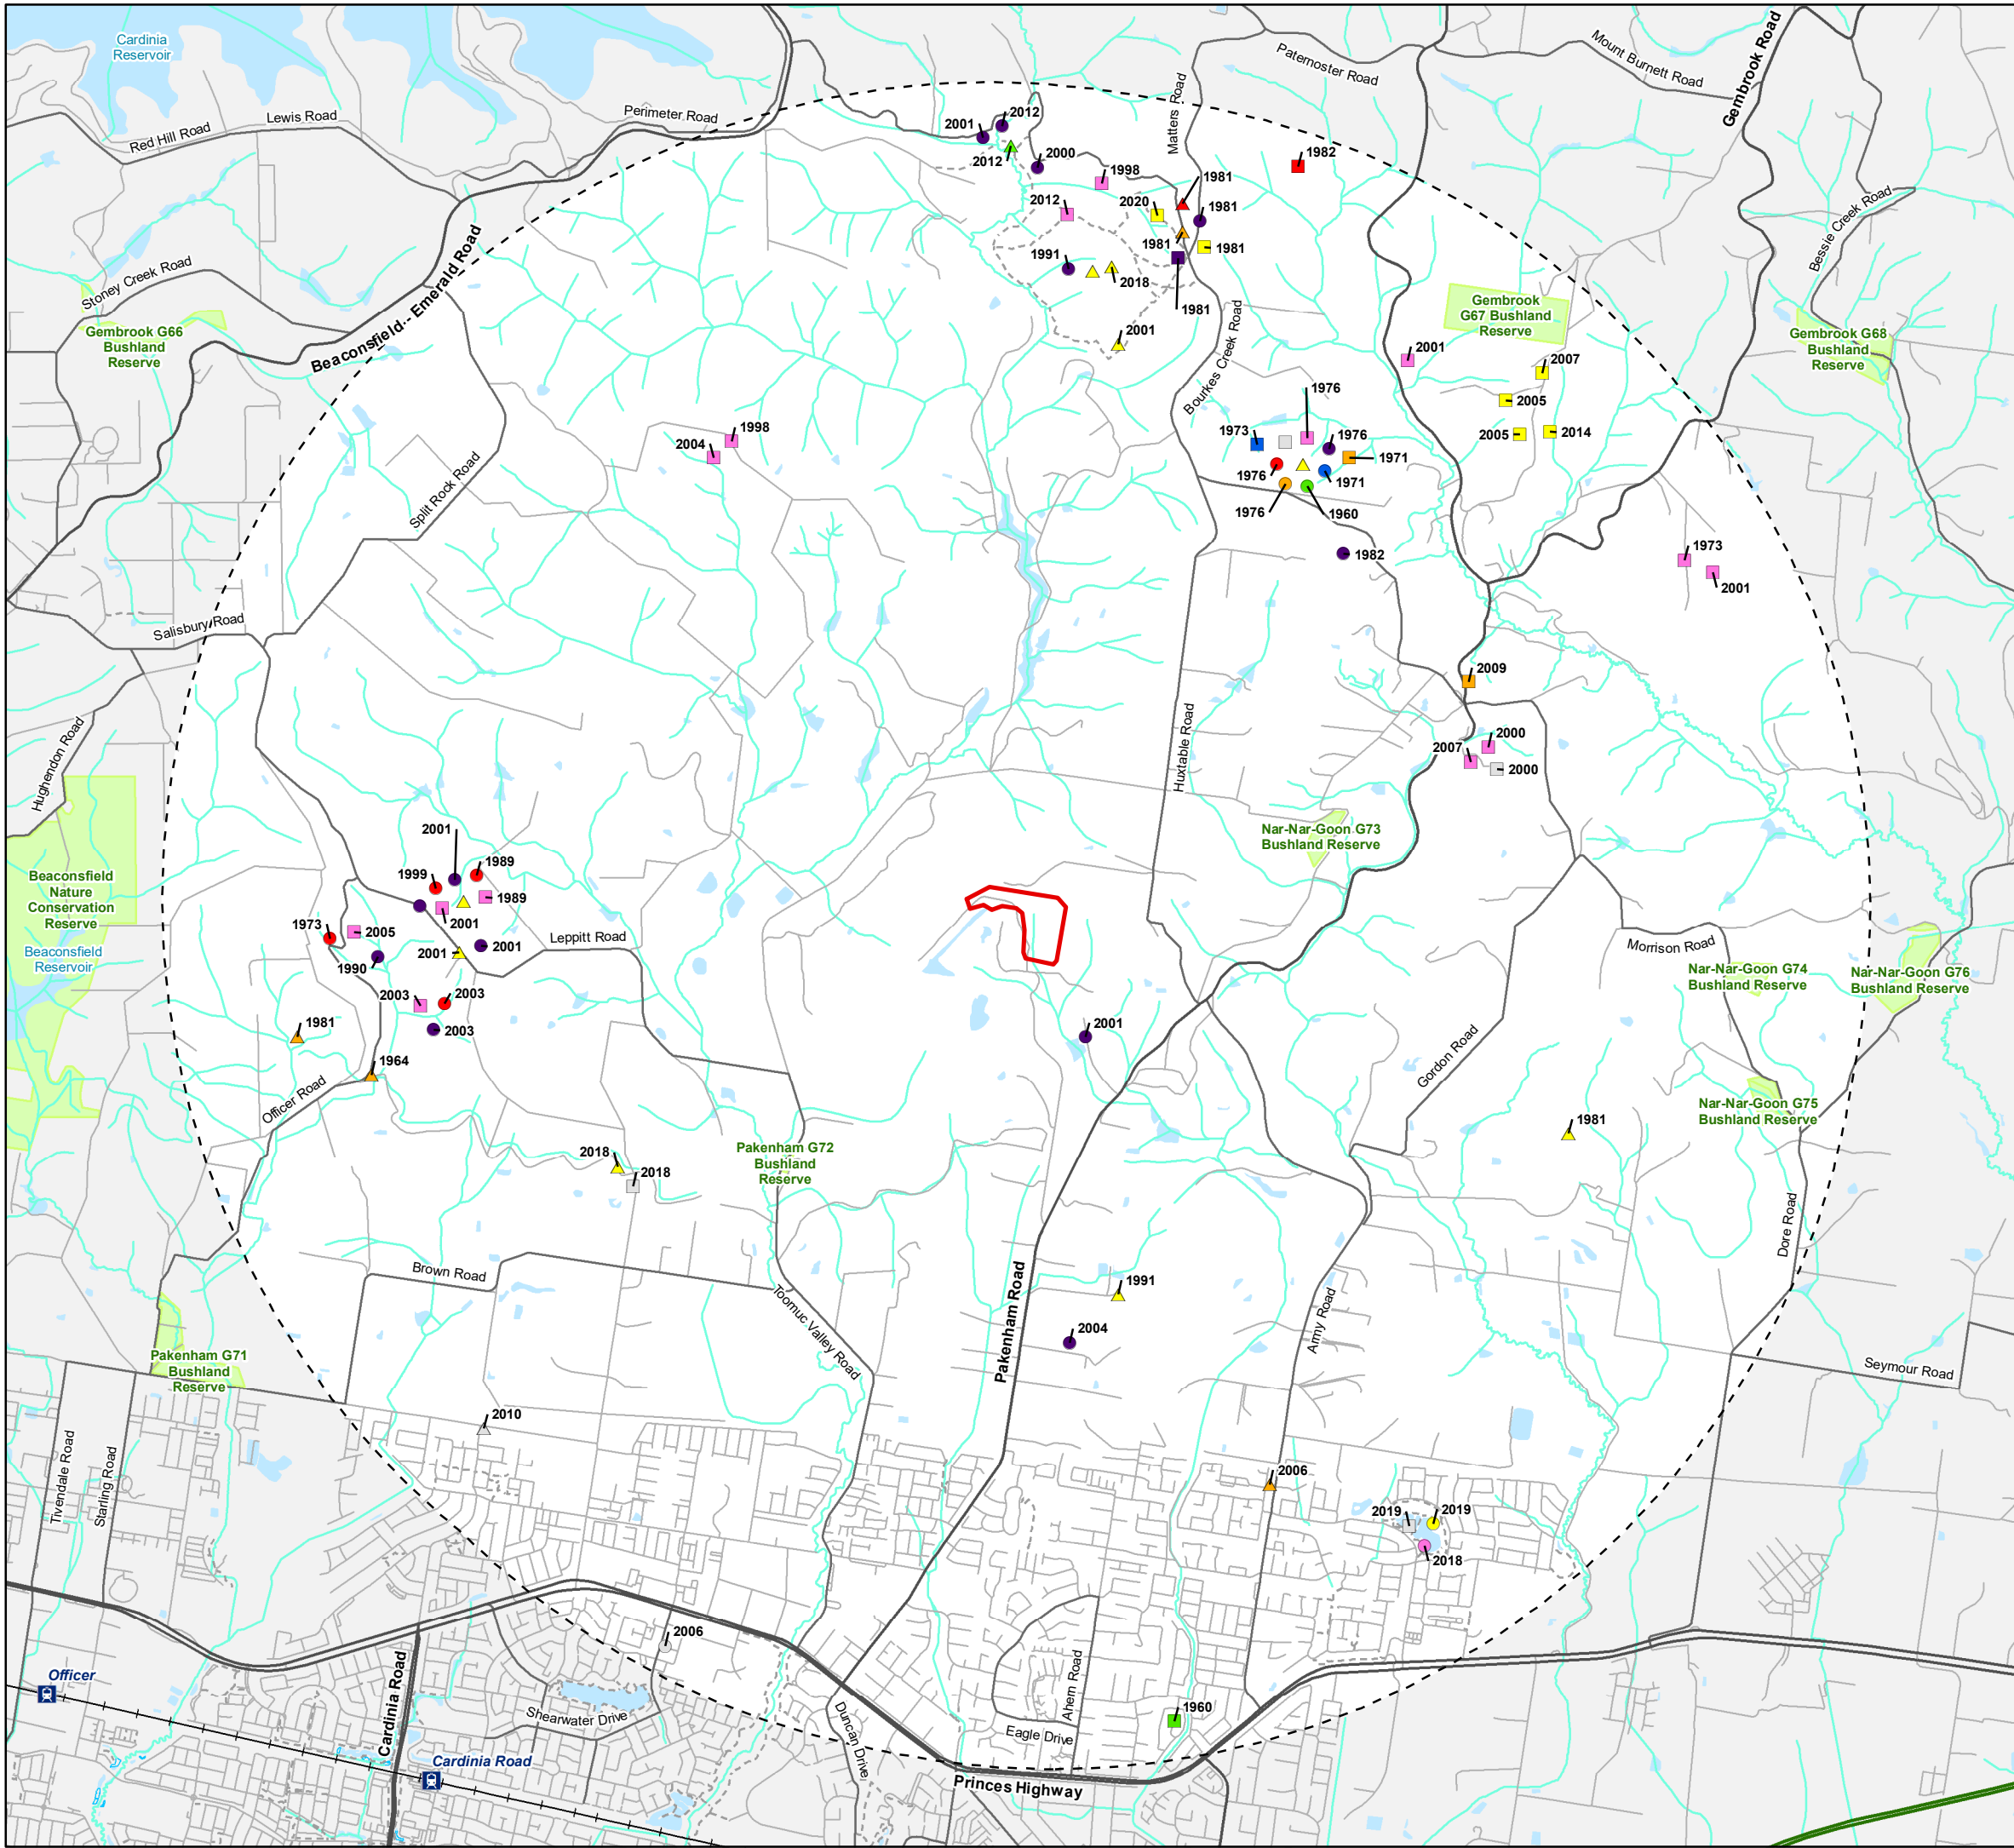 Cardinia
Reservoir
Red Hill Road
Lewis Road
Perimeter Road
Matters Road
Paternoster Road
Mount Burnett Road
Gembrook Road
Bessie Creek Road
Stoney Creek Road
Beaconsfield - Emerald Road
Gembrook G66
Bushland
Reserve
2001
2012
2012
2000
1998
2012
2020
1981
1981
1981
1981
1982
1991
2018
1981
2001
Bourkes Creek Road
Gembrook
G67 Bushland
Reserve
Gembrook G68
Bushland
Reserve
2001
2007
2005
2005
2014
1976
1973
1976
1971
1976
1971
1976
1960
1982
1998
2004
Split Rock Road
Salisbury Road
1973
2001
2009
Hughendon Road
Huxtable Road
2000
2007
2000
Nar-Nar-Goon G73
Bushland Reserve
Beaconsfield
Nature
Conservation
Reserve
Beaconsfield
Reservoir
2001
1999
1989
1989
2001
1973
2005
2001
2001
1990
Leppitt Road
2003
2003
2003
Morrison Road
Nar-Nar-Goon G74
Bushland Reserve
Nar-Nar-Goon G76
Bushland Reserve
1981
1964
Officer Road
2001
Gordon Road
Nar-Nar-Goon G75
Bushland Reserve
1981
2018
2018
Pakenham G72
Bushland
Reserve
Dore Road
Brown Road
Toomuc Valley Road
Pakenham Road
1991
2004
Army Road
Pakenham G71
Bushland
Reserve
Seymour Road
2010
Tivendale Road
Starling Road
2006
2019
2019
2018
2006
Officer
Cardinia Road
Shearwater Drive
Cardinia Road
Duncan Drive
Ahern Road
Eagle Drive
1960
Princes Highway